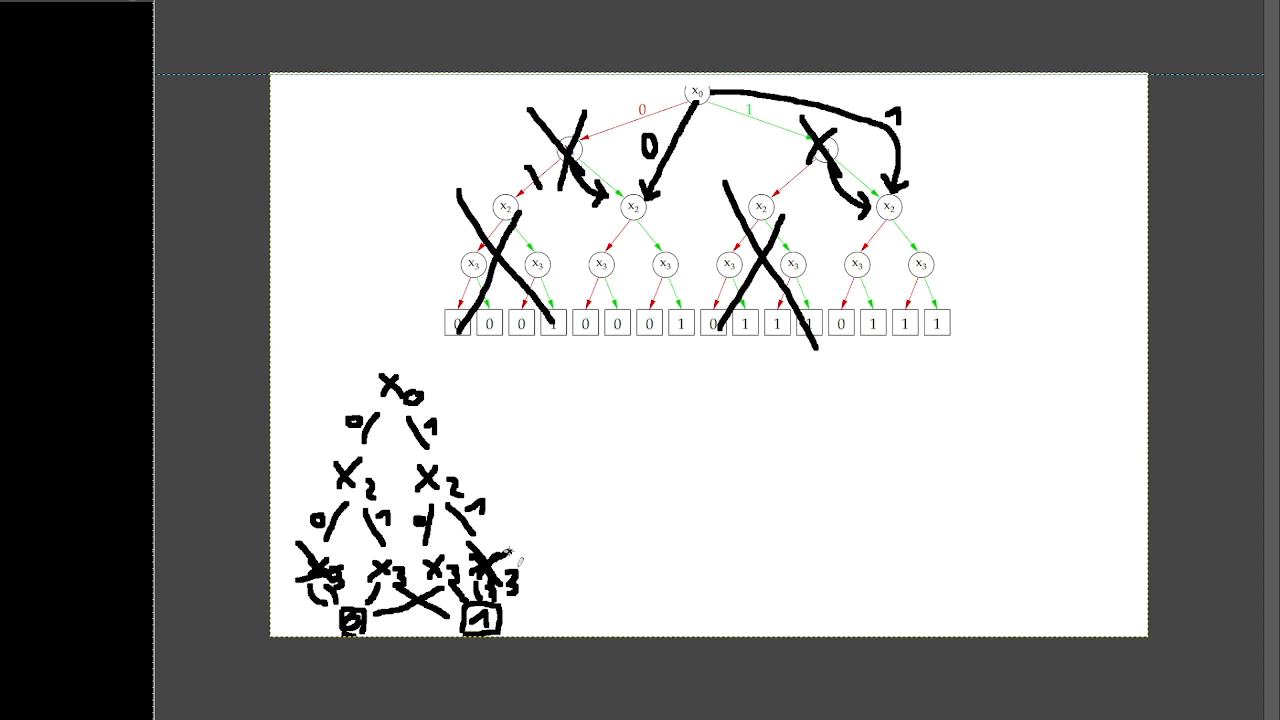 x₀
0 1
0 1
1
x₂ x₂ x₂ x₂
x₃ x₃ x₃ x₃ x₃ x₃ x₃ x₃
0 0 0 1 0 0 0 1 0 1 1 1 0 1 1 1
x₀
0 1
x₂ x₂
0 1 0 1
x₃ x₃ x₃ x₃
0 1